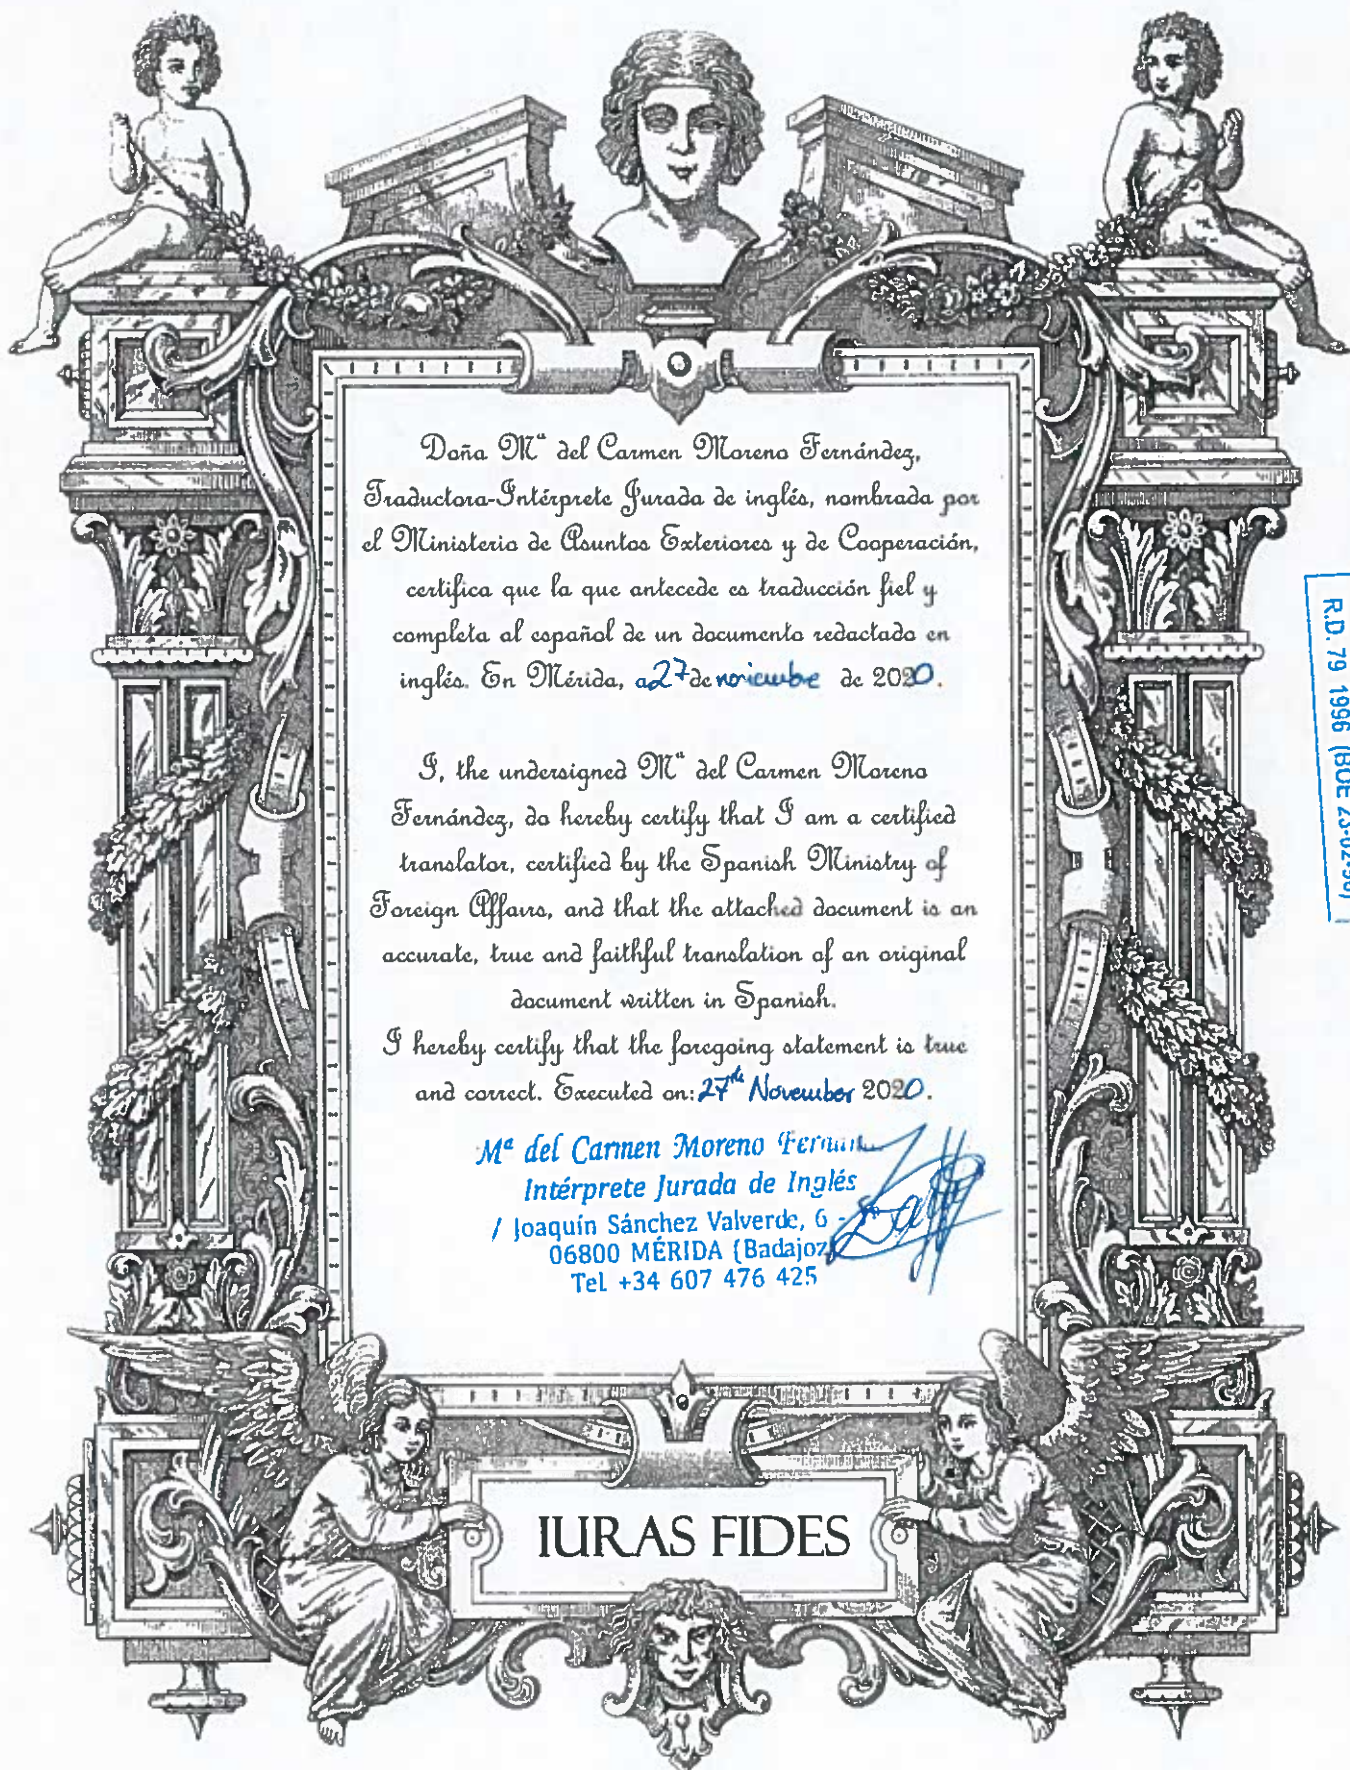 Doña Mª del Carmen Moreno Fernández,
Traductora-Intérprete Jurada de inglés, nombrada por
el Ministerio de Asuntos Exteriores y de Cooperación,
certifica que la que antecede es traducción fiel y
completa al español de un documento redactado en
inglés. En Mérida, a 27 de noviembre de 2020.
I, the undersigned Mª del Carmen Moreno
Fernández, do hereby certify that I am a certified
translator, certified by the Spanish Ministry of
Foreign Affairs, and that the attached document is an
accurate, true and faithful translation of an original
document written in Spanish.
I hereby certify that the foregoing statement is true
and correct. Executed on: 27th November 2020.
Mª del Carmen Moreno
Intérprete Jurada de Inglés
/ Joaquín Sánchez Valverde, 6 -
06800 MÉRIDA (Badajoz)
Tel +34 607 476 425
IURAS FIDES
R.D. 79 1996 (BOE 23-02-96)